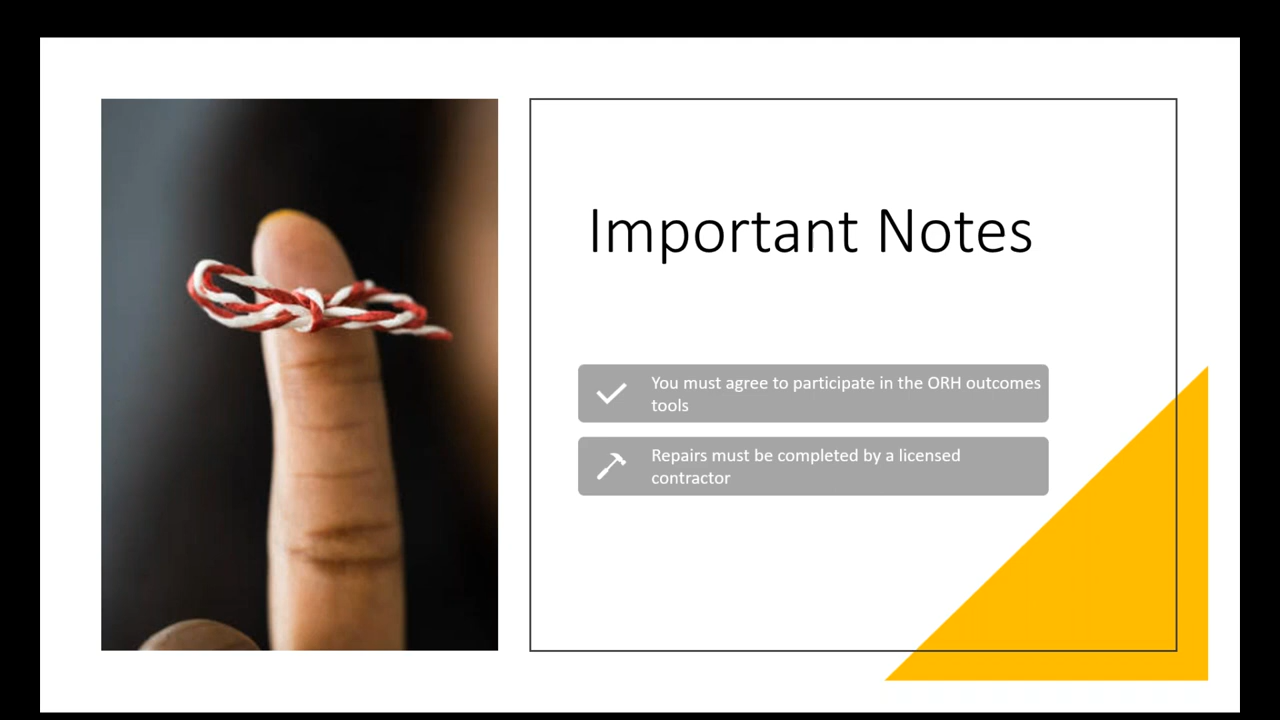 Important Notes
You must agree to participate in the ORH outcomes
tools
Repairs must be completed by a licensed
contractor